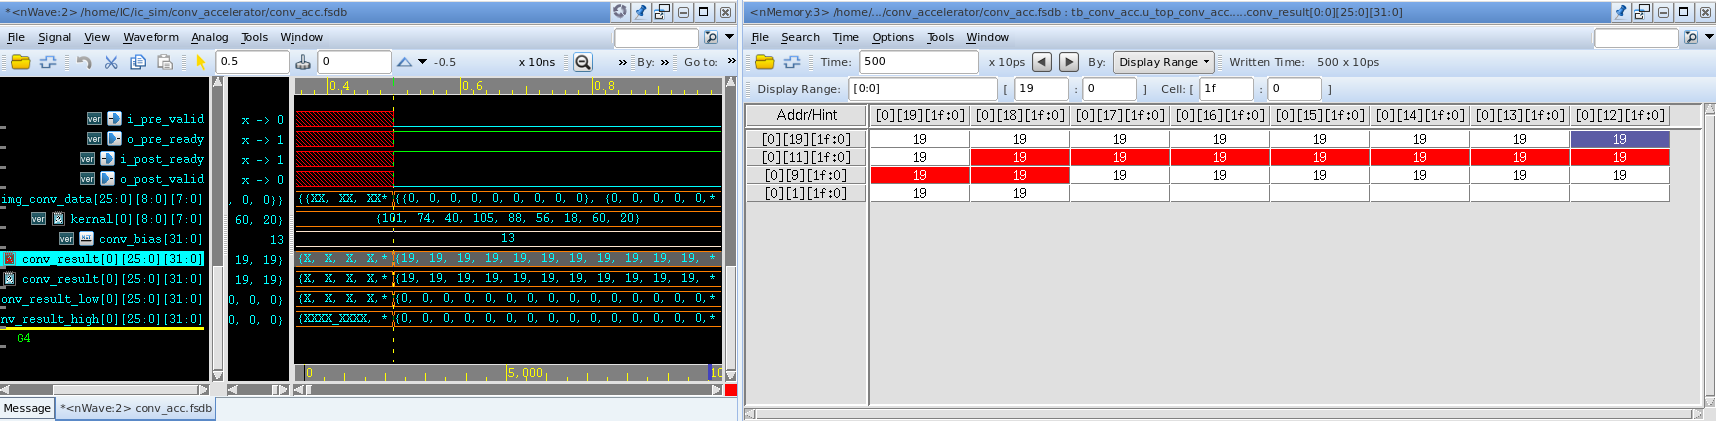 *<nWave:2> /home/IC/ic_sim/conv_accelerator/conv_acc.fsdb
File Signal View Waveform Analog Tools Window
0.5 0 -0.5 x 10ns » By: » Go to: »
0.4 0.6 0.8
ver i_pre_valid x -> 0
ver o_pre_ready x -> 1
ver i_post_ready x -> 1
ver o_post_valid x -> 0
img_conv_data[25:0][8:0][7:0] , 0, 0}} {{XX, XX, XX* {{0, 0, 0, 0, 0, 0, 0, 0, 0}, {0, 0, 0, 0, 0,*
ver kernal[0][8:0][7:0] 60, 20} {101, 74, 40, 105, 88, 56, 18, 60, 20}
ver conv_bias[31:0] 13 13
conv_result[0][25:0][31:0] 19, 19} {X, X, X, X,* {19, 19, 19, 19, 19, 19, 19, 19, 19, 19, 19, *
conv_result[0][25:0][31:0] 19, 19} {X, X, X, X,* {19, 19, 19, 19, 19, 19, 19, 19, 19, 19, 19, *
onv_result_low[0][25:0][31:0] 0, 0, 0} {X, X, X, X,* {0, 0, 0, 0, 0, 0, 0, 0, 0, 0, 0, 0, 0, 0,*
nv_result_high[0][25:0][31:0] 0, 0, 0} {XXXX_XXXX, * {0, 0, 0, 0, 0, 0, 0, 0, 0, 0, 0, 0, 0, 0,*
G4
0 5,000 10
Message *<nWave:2> conv_acc.fsdb
<nMemory:3> /home/.../conv_accelerator/conv_acc.fsdb : tb_conv_acc.u_top_conv_acc.....conv_result[0:0][25:0][31:0]
File Search Time Options Tools Window
Time: 500 x 10ps By: Display Range Written Time: 500 x 10ps
Display Range: [0:0] [ 19 : 0 ] Cell: [ 1f : 0 ]
Addr/Hint [0][19][1f:0] [0][18][1f:0] [0][17][1f:0] [0][16][1f:0] [0][15][1f:0] [0][14][1f:0] [0][13][1f:0] [0][12][1f:0]
[0][19][1f:0] 19 19 19 19 19 19 19 19
[0][11][1f:0] 19 19 19 19 19 19 19 19
[0][9][1f:0] 19 19 19 19 19 19 19 19
[0][1][1f:0] 19 19